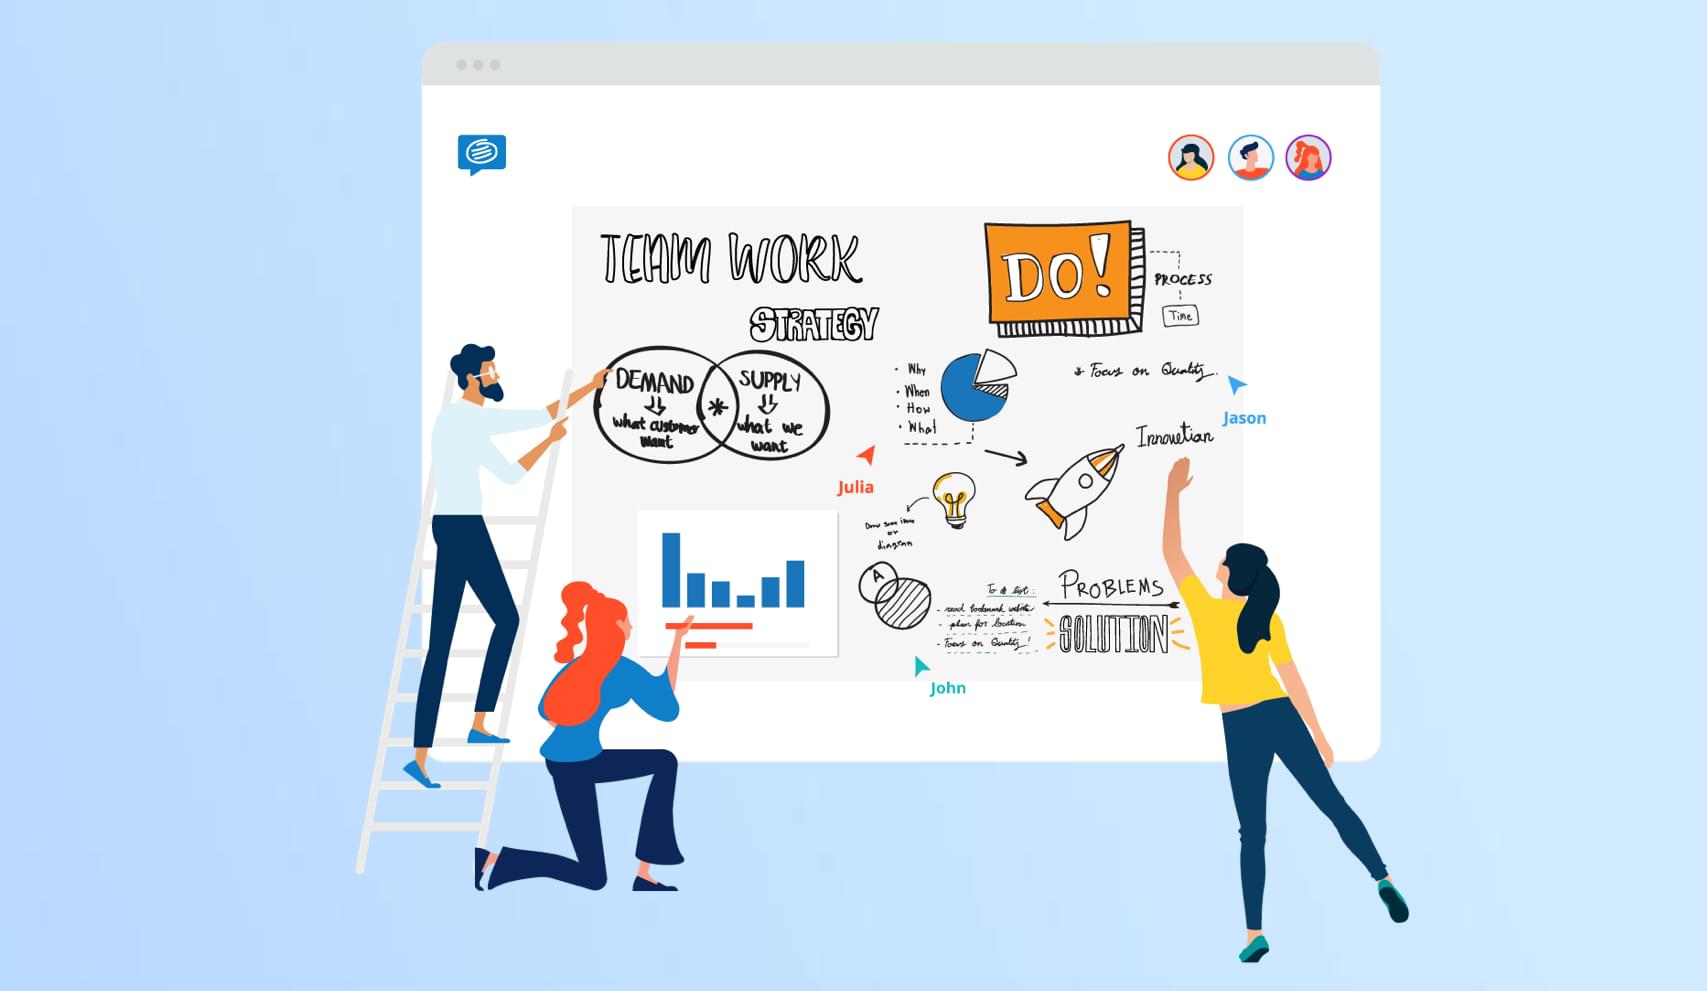 TEAM WORK
STRATEGY
DO!
PROCESS
Time
DEMAND
what customer
want
SUPPLY
what we
want
*
• Why
• When
• How
• What
* Focus on Quality.
Jason
Innovetian
Julia
Draw some ideas
or
diagram
A
To do list:
- read bookmark website
- plan for location
- Focus on Quality!
PROBLEMS
SOLUTION
John